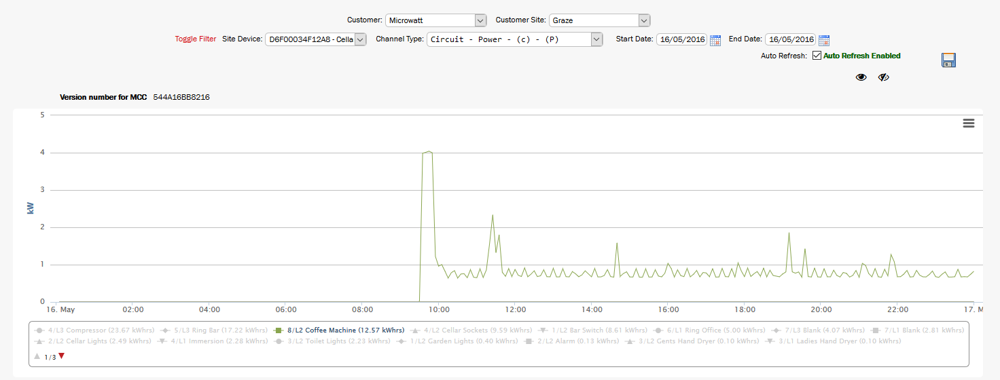 Customer: Microwatt Customer Site: Graze
Toggle Filter Site Device: D6F00034F12A8 - Cella Channel Type: Circuit - Power - (c) - (P) Start Date: 16/05/2016 End Date: 16/05/2016
Auto Refresh: Auto Refresh Enabled
Version number for MCC 544A16BB8216
5
4
3
2
1
0
kW
16. May 02:00 04:00 06:00 08:00 10:00 12:00 14:00 16:00 18:00 20:00 22:00 17. M
4/L3 Compressor (23.67 kWhrs) 5/L3 Ring Bar (17.22 kWhrs) 8/L2 Coffee Machine (12.57 kWhrs) 4/L2 Cellar Sockets (9.59 kWhrs) 1/L2 Bar Switch (8.61 kWhrs) 6/L1 Ring Office (5.00 kWhrs) 7/L3 Blank (4.07 kWhrs) 7/L1 Blank (2.81 kWhrs)
2/L2 Cellar Lights (2.49 kWhrs) 4/L1 Immersion (2.28 kWhrs) 3/L2 Toilet Lights (2.23 kWhrs) 1/L2 Garden Lights (0.40 kWhrs) 2/L2 Alarm (0.13 kWhrs) 3/L2 Gents Hand Dryer (0.10 kWhrs) 3/L1 Ladies Hand Dryer (0.10 kWhrs)
1/3